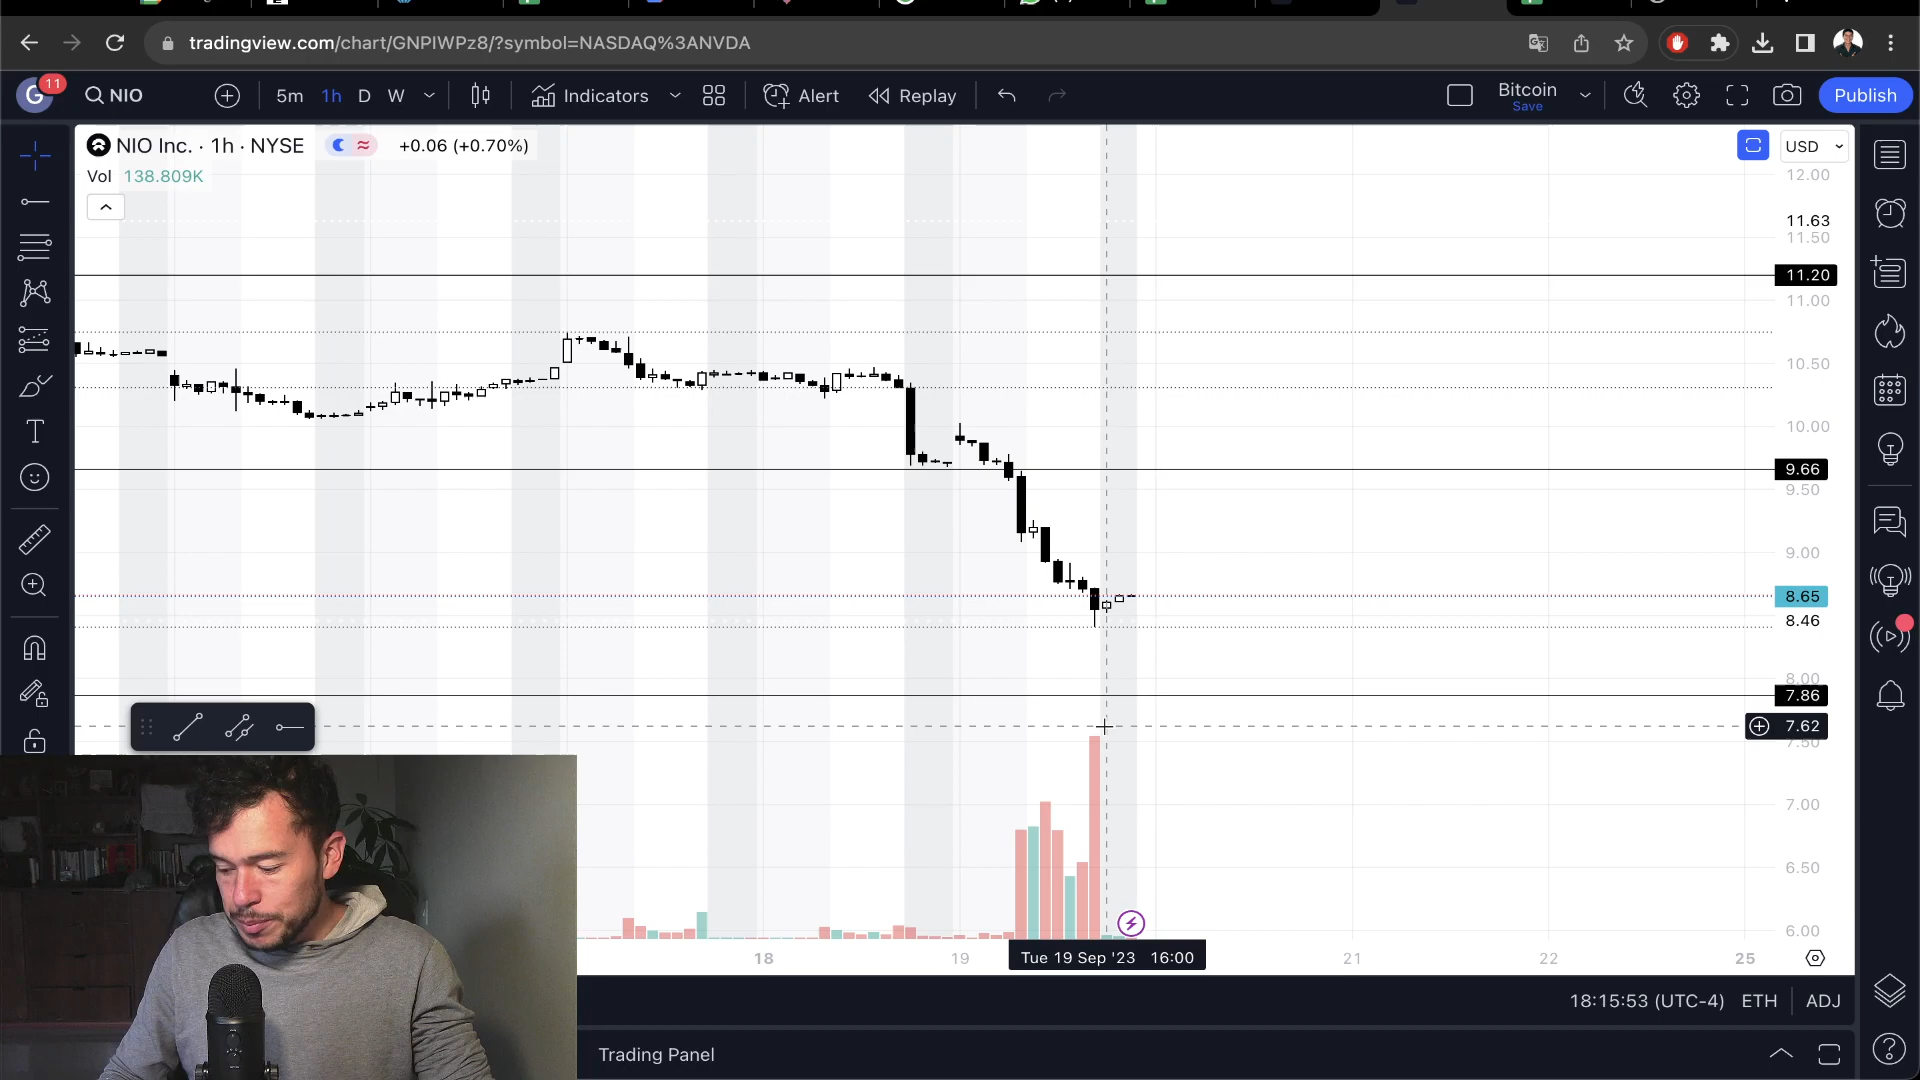 tradingview.com/chart/GNPIWPz8/?symbol=NASDAQ%3ANVDA
G 11 NIO 5m 1h D W Indicators Alert Replay Bitcoin Save Publish
NIO Inc. · 1h · NYSE +0.06 (+0.70%) USD
Vol 138.809K
12.00
11.63
11.50
11.20
11.00
10.50
10.00
9.66
9.50
9.00
8.65
8.46
8.00
7.86
7.62
7.50
7.00
6.50
6.00
18 19 Tue 19 Sep '23 16:00 21 22 25
18:15:53 (UTC-4) ETH ADJ
Trading Panel